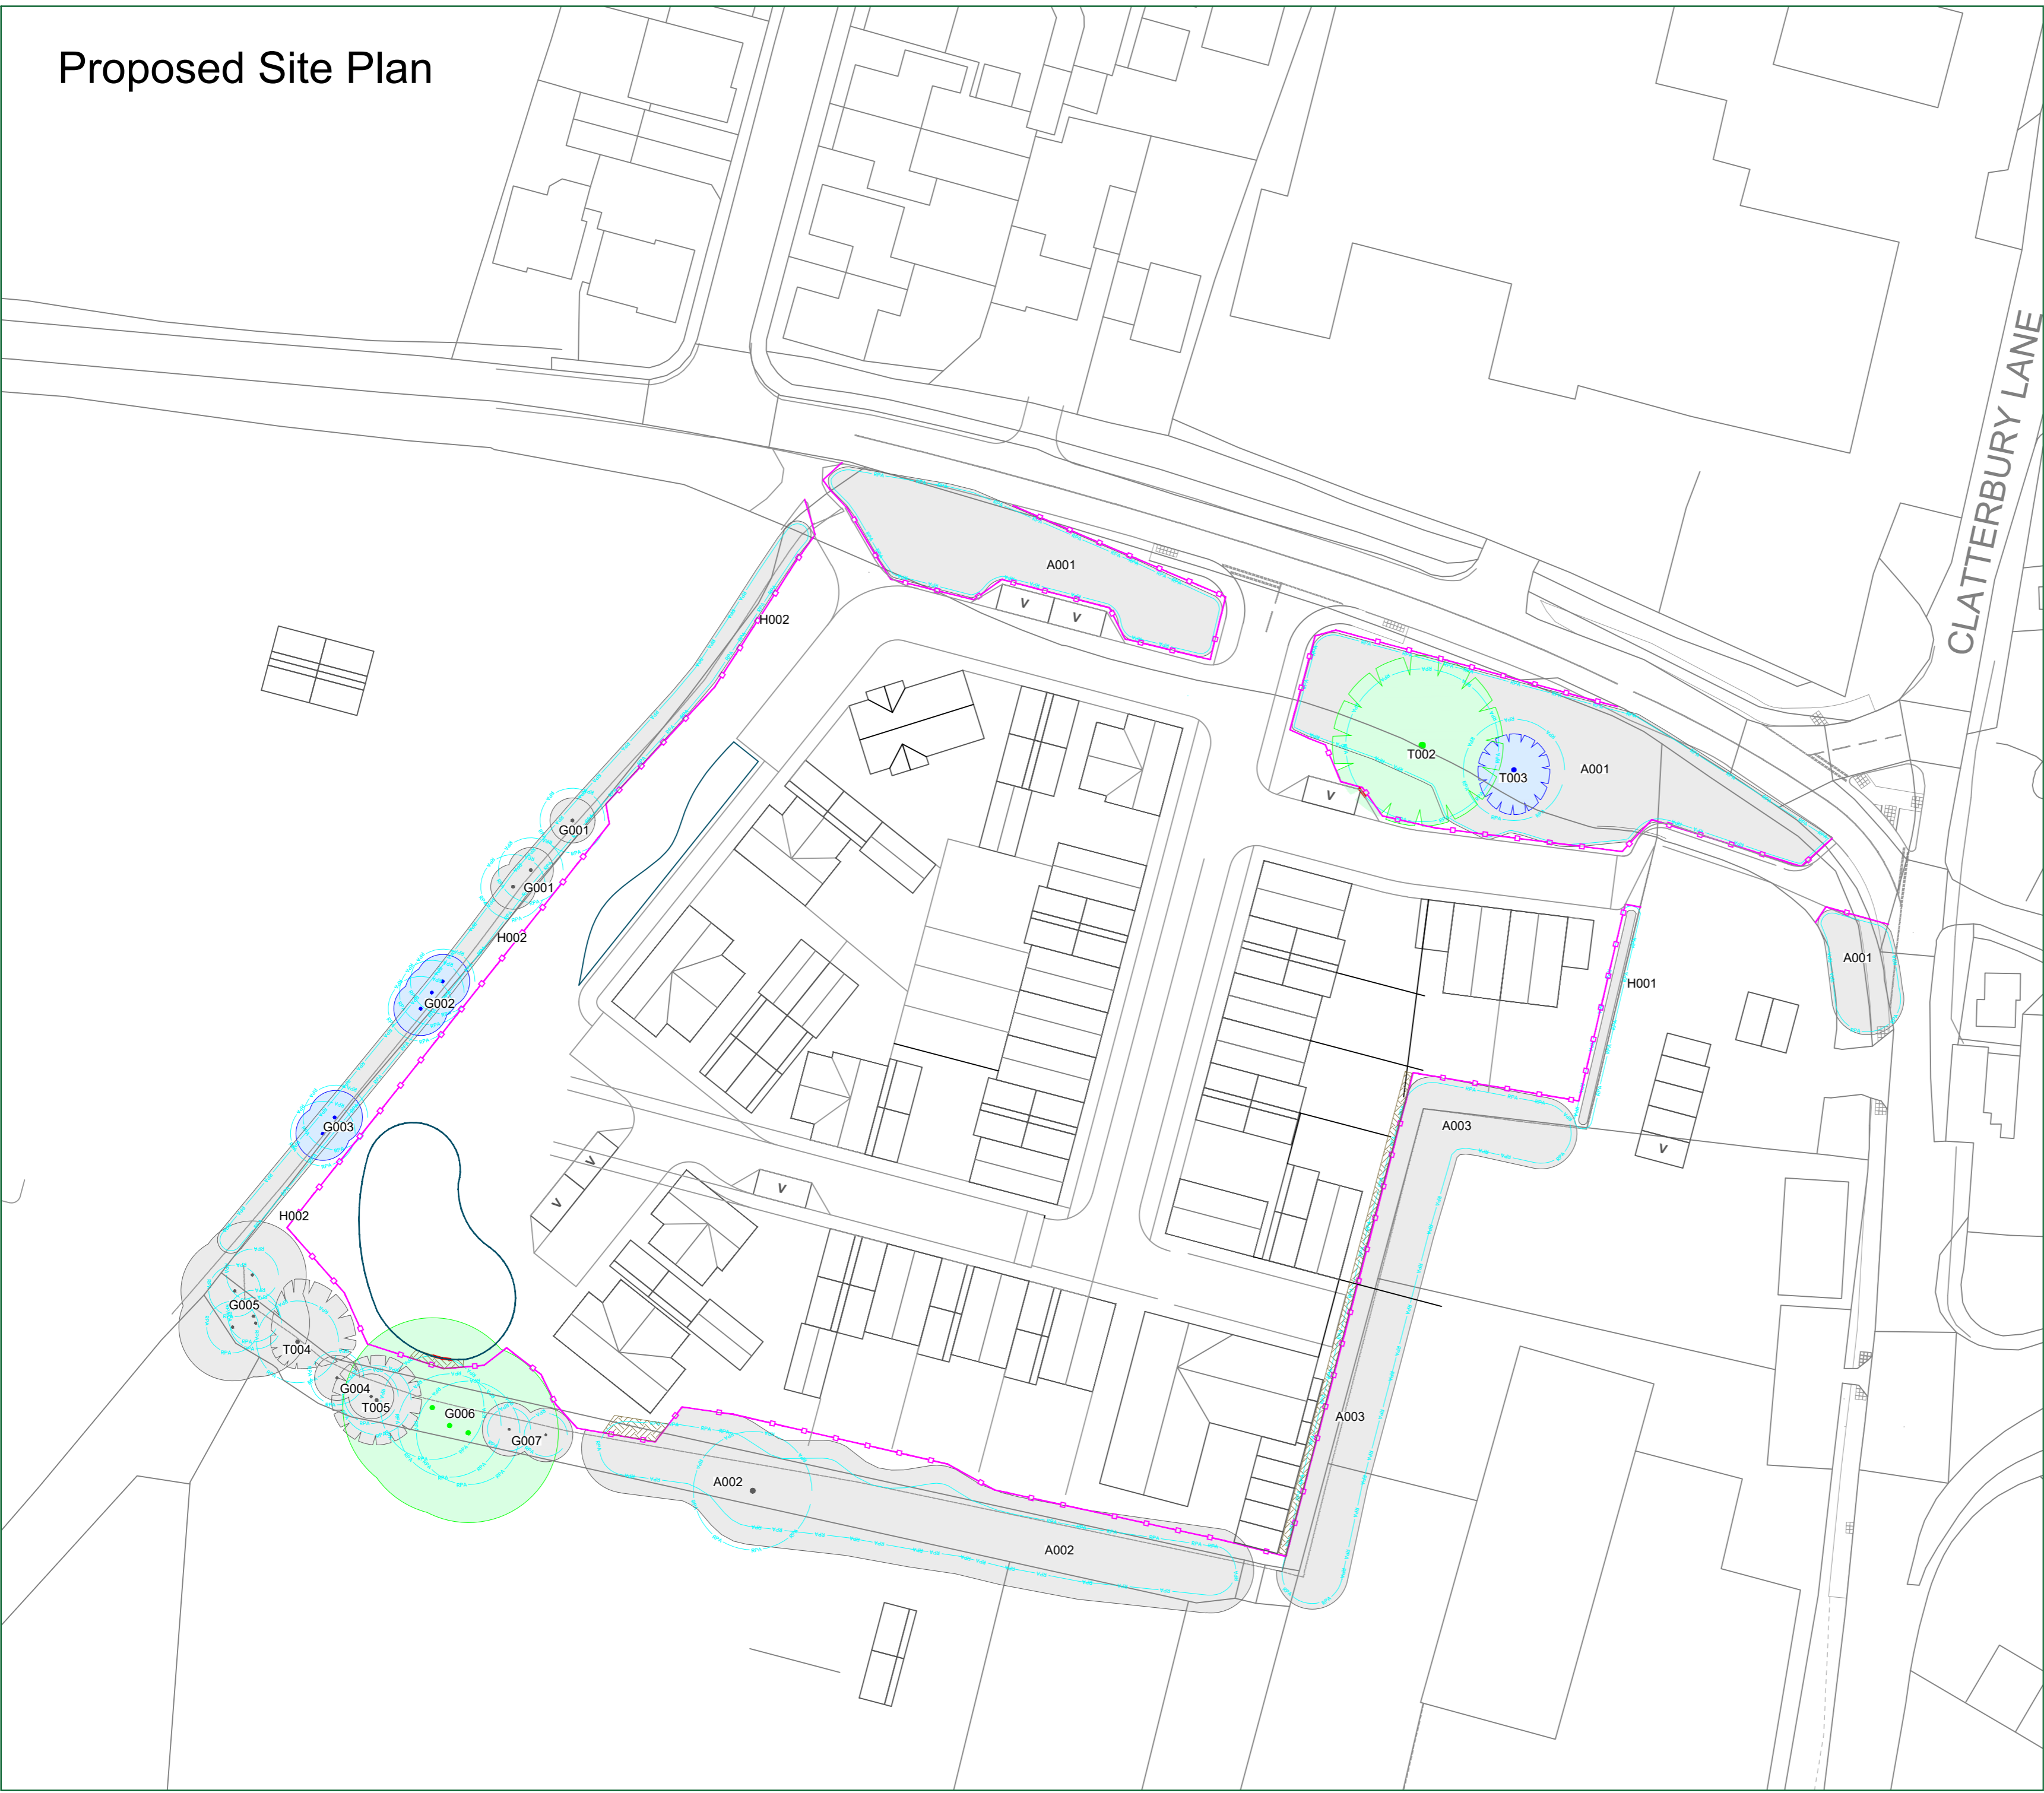 Proposed Site Plan
CLATTERBURY LANE
A001
H002
V
V
T002
T003
A001
V
G001
G001
H002
G002
A001
H001
G003
A003
V
V
V
V
H002
G005
T004
G004
T005
G006
G007
A003
A002
A002